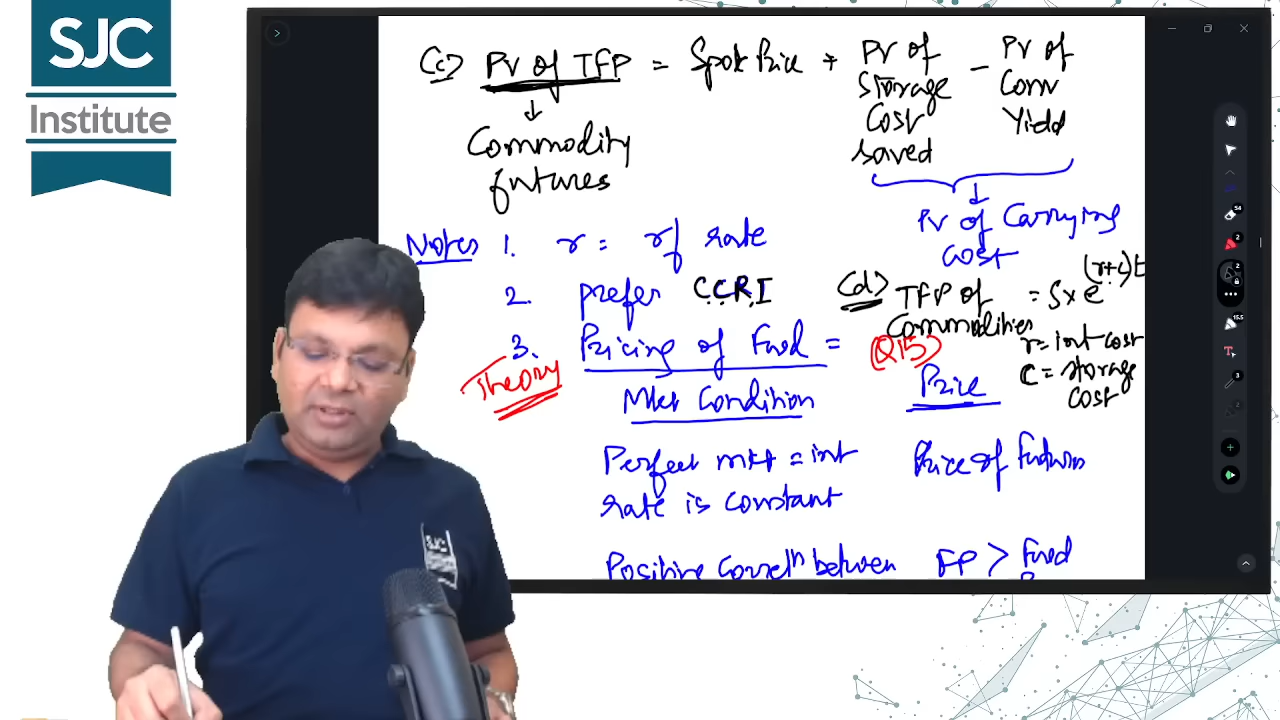 SJC
Institute
(c) PV of TFP = Spot Price + PV of Storage Cost saved - PV of Conv Yield
↓
Commodity futures
↓
PV of Carrying Cost
Notes 1. r = rf rate
2. prefer CCRI
(d) TFP of Commodities = S x e^(r+c)t
r = int cost
c = storage cost
3. Pricing of Fwd = (Q15)
Theory
Mkt Condition Price
Perfect mkt = int rate is constant Price of Futures
Positive Correln between FP > Fwd
SJC